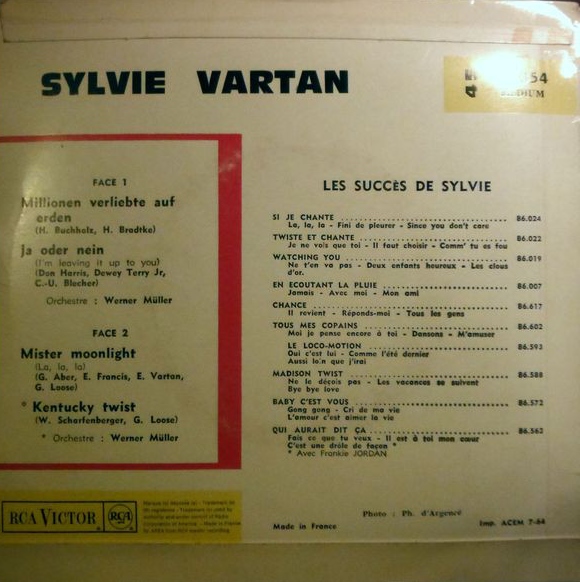 SYLVIE VARTAN
54
MEDIUM
FACE 1
Millionen verliebte auf
erden
(H. Buchholz, H. Bradtke)
Ja oder nein
(I'm leaving it up to you)
(Don Harris, Dewey Terry Jr,
C.-U. Blecher)
Orchestre : Werner Müller
FACE 2
Mister moonlight
(La, la, la)
(G. Aber, E. Francis, E. Vartan,
G. Loose)
* Kentucky twist
(W. Scharfenberger, G. Loose)
* Orchestre : Werner Müller
LES SUCCÈS DE SYLVIE
SI JE CHANTE 86.024
La, la, la - Fini de pleurer - Since you don't care
TWISTE ET CHANTE 86.022
Je ne vois que toi - Il faut choisir - Comm' tu es fou
WATCHING YOU 86.019
Ne t'en va pas - Deux enfants heureux - Les clous
d'or.
EN ECOUTANT LA PLUIE 86.007
Jamais - Avec moi - Mon ami
CHANCE 86.617
Il revient - Réponds-moi - Tous les gens
TOUS MES COPAINS 86.602
Moi je pense encore à toi - Dansons - M'amuser
LE LOCO-MOTION 86.593
Oui c'est lui - Comme l'été dernier
Aussi loin que j'irai
MADISON TWIST 86.588
Ne le déçois pas - Les vacances se suivent
Bye bye love
BABY C'EST VOUS 86.572
Gong gong - Cri de ma vie
L'amour c'est aimer la vie
QUI AURAIT DIT ÇA 86.562
Fais ce que tu veux - Il est à toi mon cœur
C'est une drôle de façon *
* Avec Frankie JORDAN
RCA VICTOR
RCA
Photo : Ph. d'Argencé
Made in France
Imp. ACEM 7-64